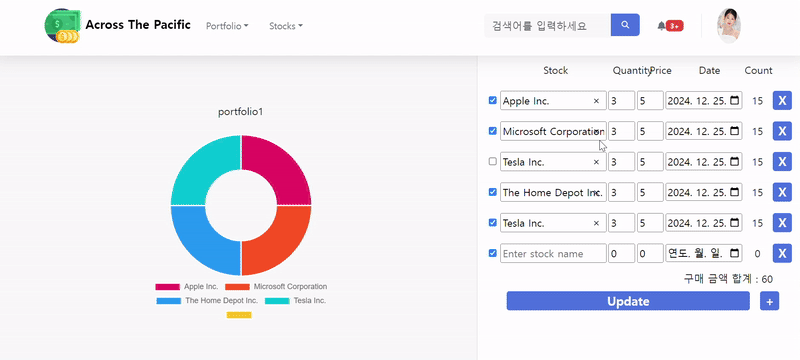 Across The Pacific Portfolio Stocks 검색어를 입력하세요 3+
portfolio1
Apple Inc. Microsoft Corporation
The Home Depot Inc. Tesla Inc.
Stock Quantity Price Date Count
Apple Inc. × 3 5 2024. 12. 25. 15 X
Microsoft Corporation × 3 5 2024. 12. 25. 15 X
Tesla Inc. × 3 5 2024. 12. 25. 15 X
The Home Depot Inc. × 3 5 2024. 12. 25. 15 X
Tesla Inc. × 3 5 2024. 12. 25. 15 X
Enter stock name 0 0 연도. 월. 일. 0 X
구매 금액 합계 : 60
Update +